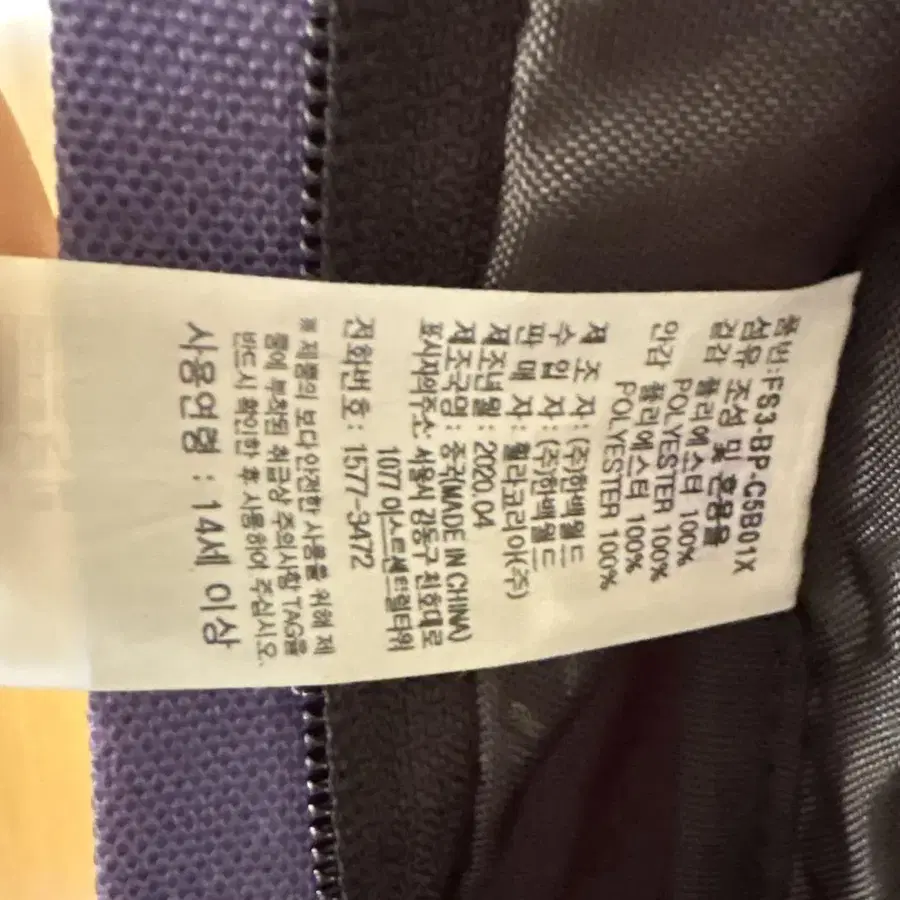 품번:FS3-BP-C5B01X
섬유 조성 및 혼용율
겉감 폴리에스터 100%
POLYESTER 100%
안감 폴리에스터 100%
POLYESTER 100%
제 조 자 : (주)한백월드
수 입 자 : (주)한백월드
판 매 자 : 휠라코리아(주)
제조년월 : 2020.04
제조국명 : 중국(MADE IN CHINA)
표시자의주소: 서울시 강동구 천호대로
1077 이스트센트럴타워
전화번호 : 1577-3472
※ 제품의 보다 안전한 사용을 위해 제
품에 부착된 취급상 주의사항 TAG을
반드시 확인한 후 사용하여 주십시오.
사용연령 : 14세 이상